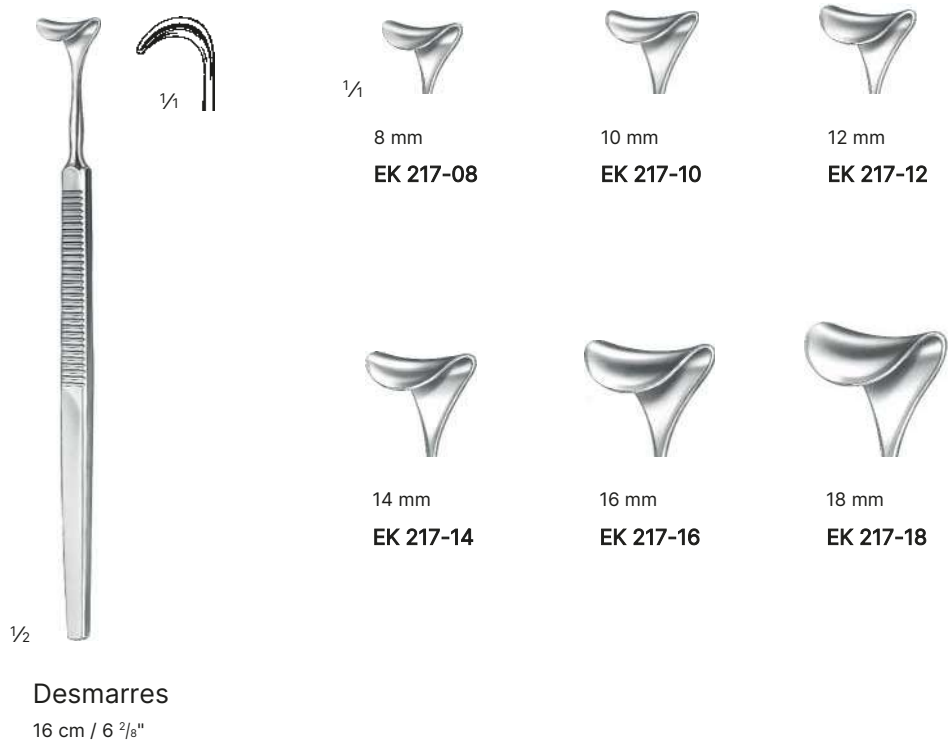 1/1
1/1
8 mm
EK 217-08
10 mm
EK 217-10
12 mm
EK 217-12
14 mm
EK 217-14
16 mm
EK 217-16
18 mm
EK 217-18
1/2
Desmarres
16 cm / 6 2/8"